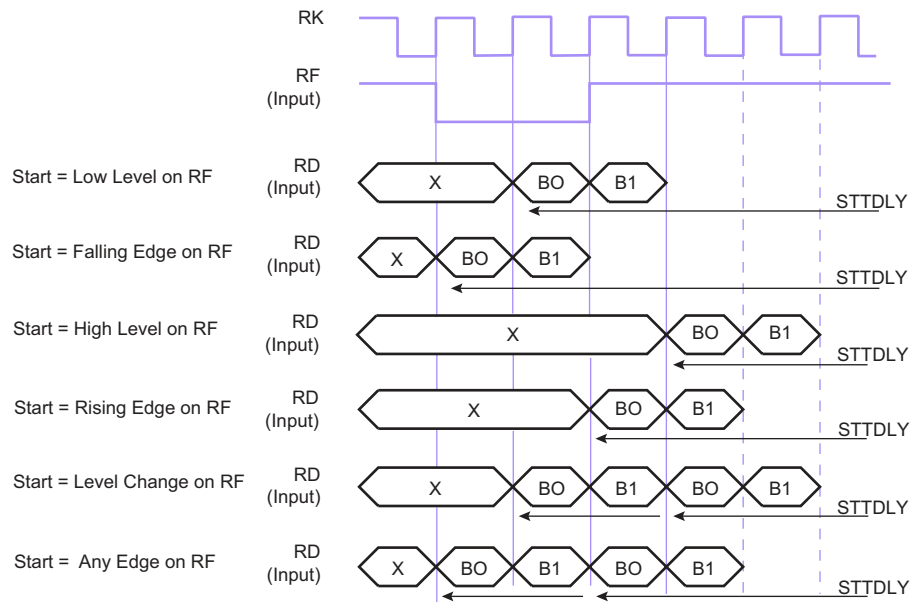 RK
RF
(Input)
Start = Low Level on RF
RD
(Input)
X
BO
B1
STTDLY
Start = Falling Edge on RF
RD
(Input)
X
BO
B1
STTDLY
Start = High Level on RF
RD
(Input)
X
BO
B1
STTDLY
Start = Rising Edge on RF
RD
(Input)
X
BO
B1
STTDLY
Start = Level Change on RF
RD
(Input)
X
BO
B1
BO
B1
STTDLY
Start = Any Edge on RF
RD
(Input)
X
BO
B1
BO
B1
STTDLY